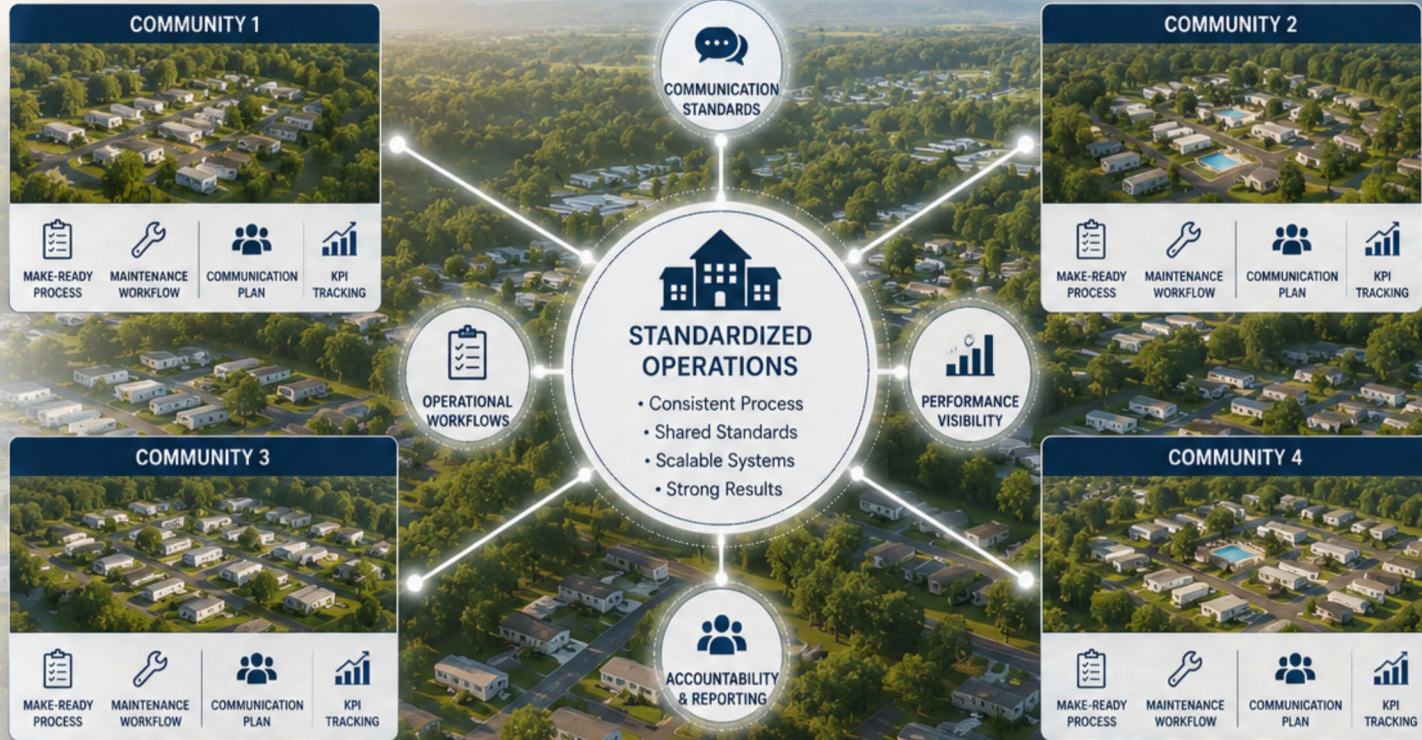 COMMUNITY 1
MAKE-READY
PROCESS
MAINTENANCE
WORKFLOW
COMMUNICATION
PLAN
KPI
TRACKING
COMMUNICATION
STANDARDS
COMMUNITY 2
MAKE-READY
PROCESS
MAINTENANCE
WORKFLOW
COMMUNICATION
PLAN
KPI
TRACKING
OPERATIONAL
WORKFLOWS
STANDARDIZED
OPERATIONS
• Consistent Process
• Shared Standards
• Scalable Systems
• Strong Results
PERFORMANCE
VISIBILITY
COMMUNITY 3
MAKE-READY
PROCESS
MAINTENANCE
WORKFLOW
COMMUNICATION
PLAN
KPI
TRACKING
ACCOUNTABILITY
& REPORTING
COMMUNITY 4
MAKE-READY
PROCESS
MAINTENANCE
WORKFLOW
COMMUNICATION
PLAN
KPI
TRACKING